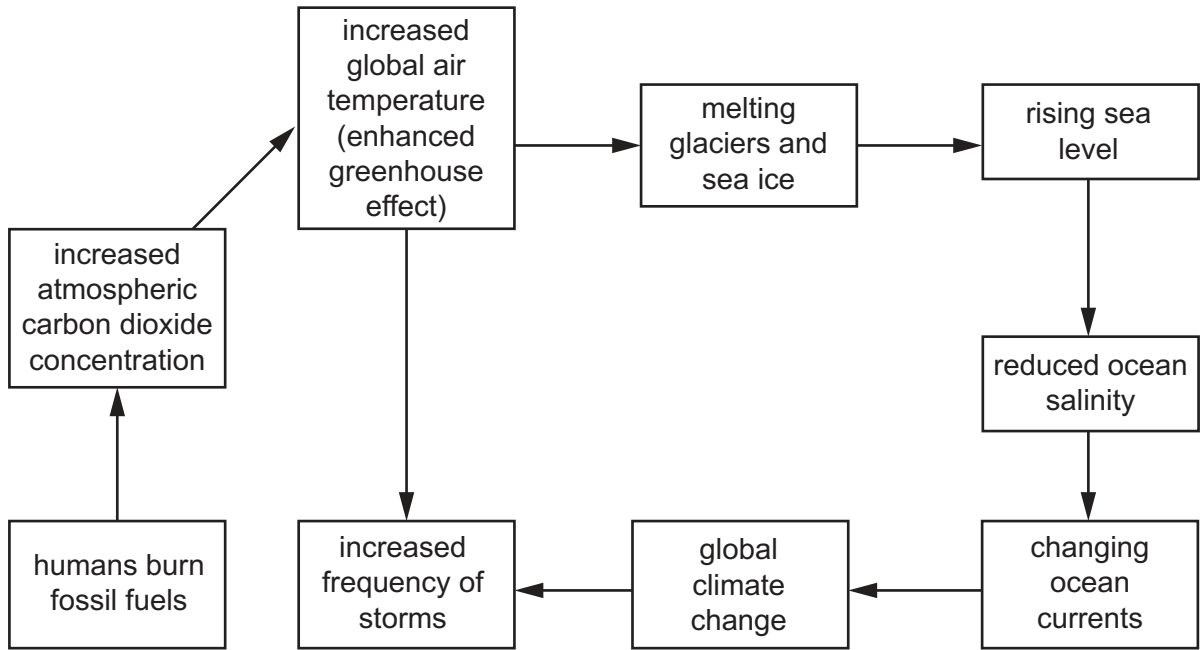 increased
global air
temperature
(enhanced
greenhouse
effect)
melting
glaciers and
sea ice
rising sea
level
increased
atmospheric
carbon dioxide
concentration
reduced ocean
salinity
humans burn
fossil fuels
increased
frequency of
storms
global
climate
change
changing
ocean
currents